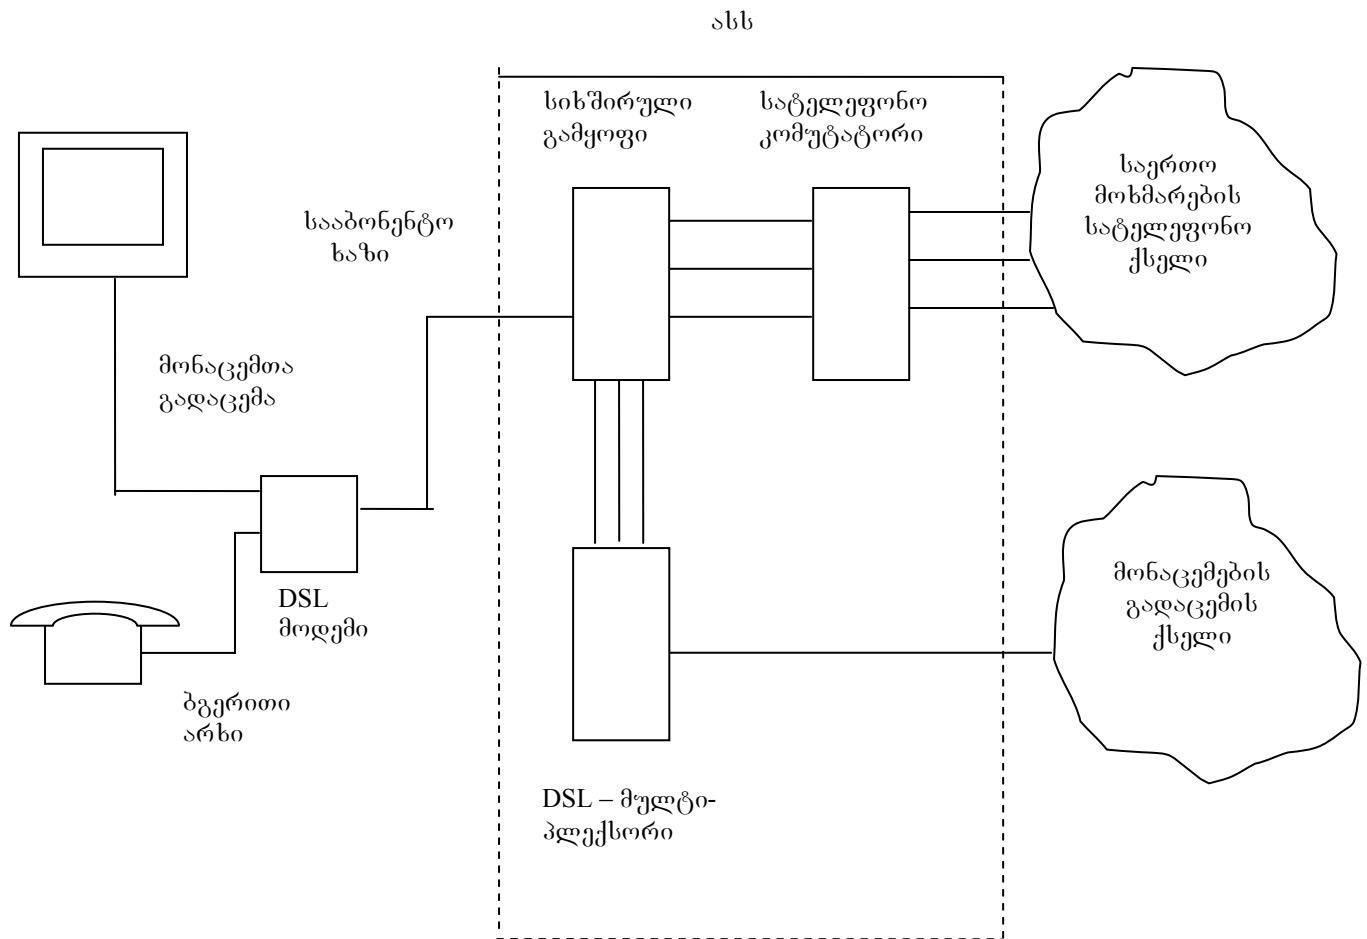 ასს
სიხშირული
გამყოფი
სატელეფონო
კომუტატორი
საერთო
მოხმარების
სატელეფონო
ქსელი
სააბონენტო
ხაზი
მონაცემთა
გადაცემა
DSL
მოდემი
ბგერითი
არხი
მონაცემების
გადაცემის
ქსელი
DSL – მულტი-
პლექსორი